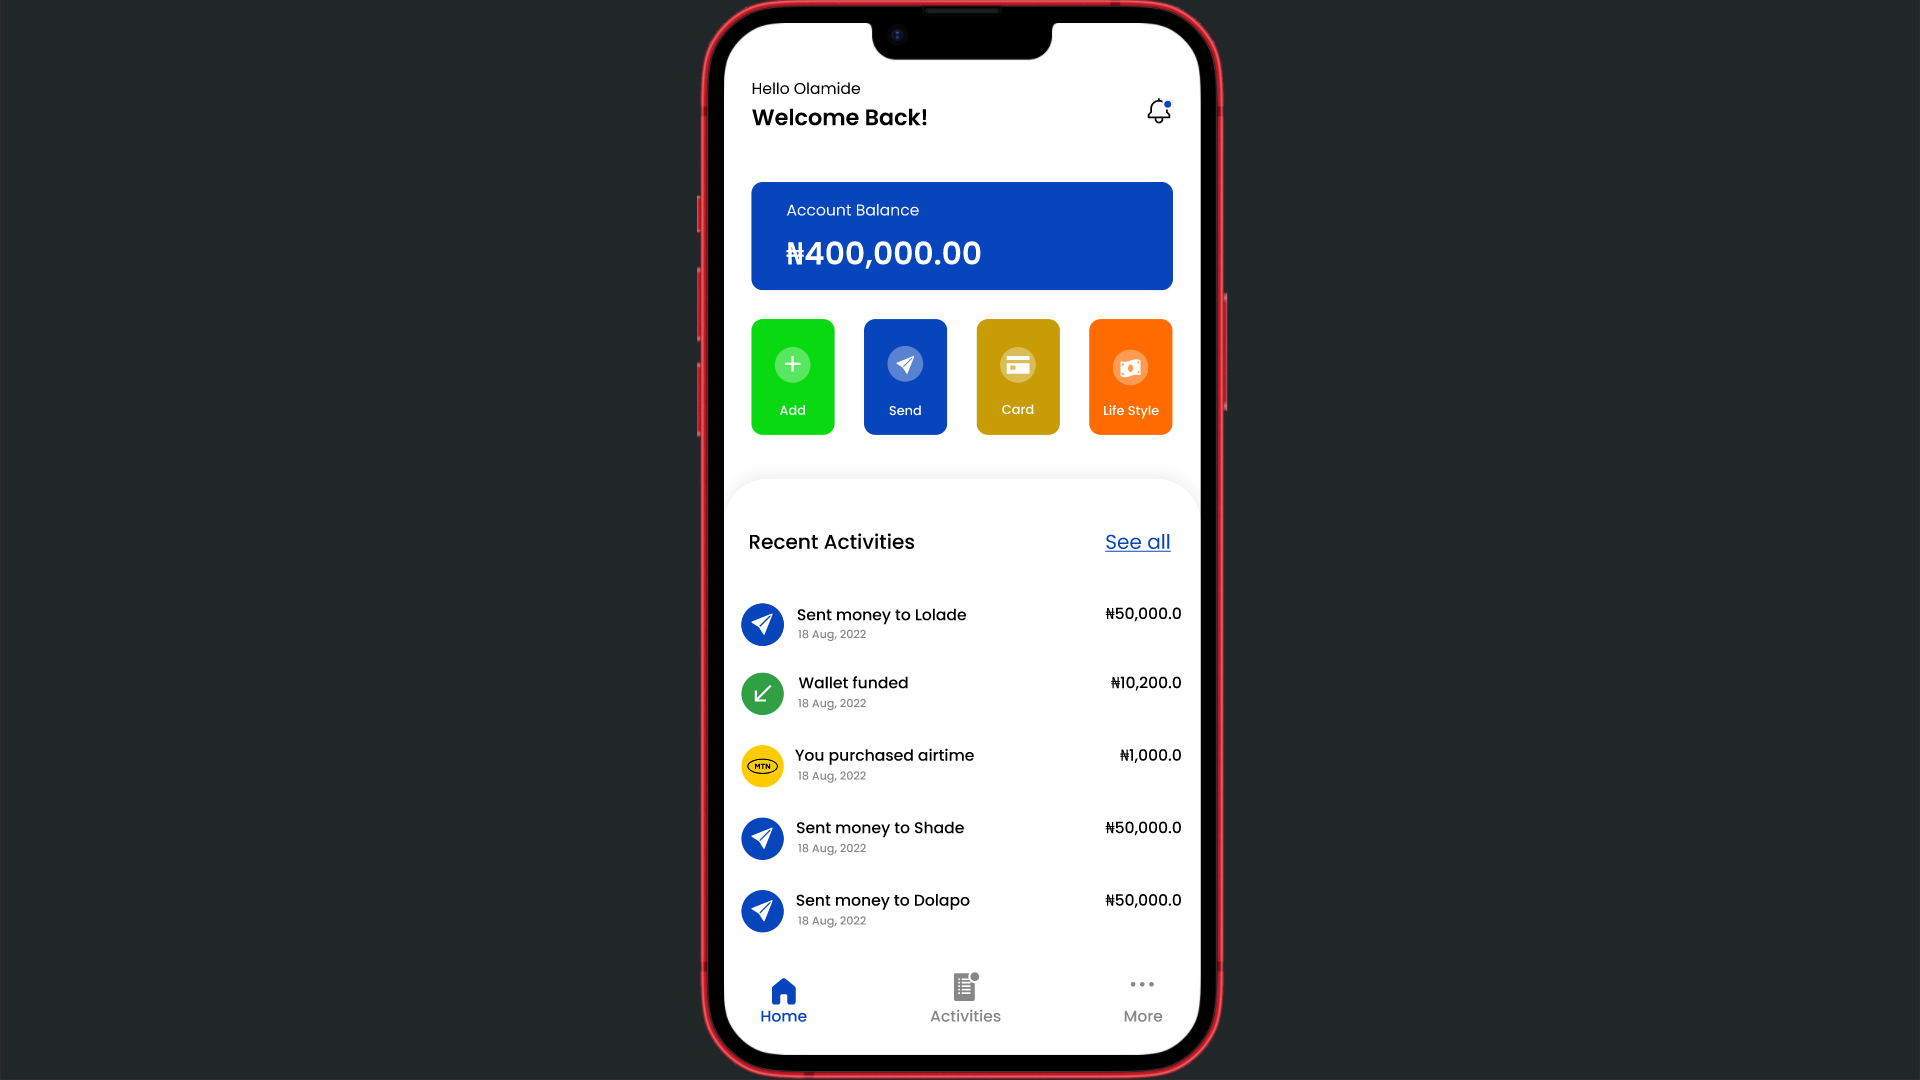 Hello Olamide
Welcome Back!
Account Balance
₦400,000.00
Add
Send
Card
Life Style
Recent Activities
See all
Sent money to Lolade
₦50,000.0
18 Aug, 2022
Wallet funded
₦10,200.0
18 Aug, 2022
You purchased airtime
₦1,000.0
MTN
18 Aug, 2022
Sent money to Shade
₦50,000.0
18 Aug, 2022
Sent money to Dolapo
₦50,000.0
18 Aug, 2022
Home
Activities
More